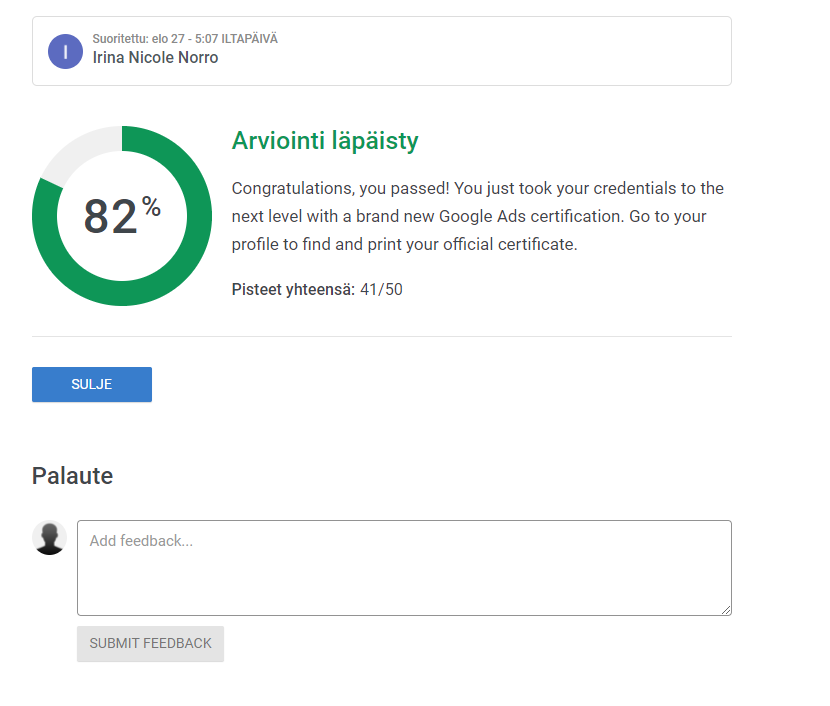 Suoritettu: elo 27 - 5:07 ILTAPÄIVÄ
I
Irina Nicole Norro
82%
Arviointi läpäisty
Congratulations, you passed! You just took your credentials to the
next level with a brand new Google Ads certification. Go to your
profile to find and print your official certificate.
Pisteet yhteensä: 41/50
SULJE
Palaute
Add feedback...
SUBMIT FEEDBACK